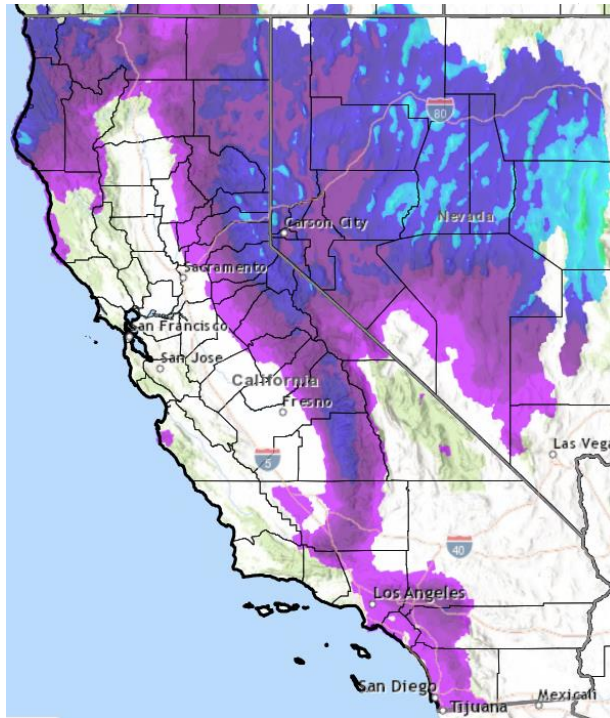 80
Carson City
Nevada
Sacramento
San Francisco
San Jose
California
Fresno
5
Las Vega
40
Los Angeles
San Diego
Tijuana
Mexicali